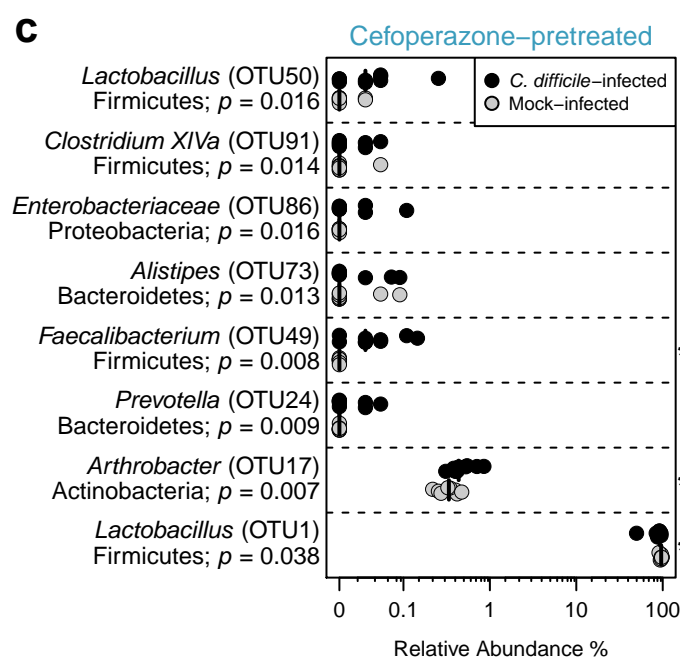 C
Cefoperazone−pretreated
Lactobacillus (OTU50)
Firmicutes; p = 0.016
C. difficile−infected
Mock−infected
Clostridium XIVa (OTU91)
Firmicutes; p = 0.014
Enterobacteriaceae (OTU86)
Proteobacteria; p = 0.016
Alistipes (OTU73)
Bacteroidetes; p = 0.013
Faecalibacterium (OTU49)
Firmicutes; p = 0.008
Prevotella (OTU24)
Bacteroidetes; p = 0.009
Arthrobacter (OTU17)
Actinobacteria; p = 0.007
Lactobacillus (OTU1)
Firmicutes; p = 0.038
0 0.1 1 10 100
Relative Abundance %